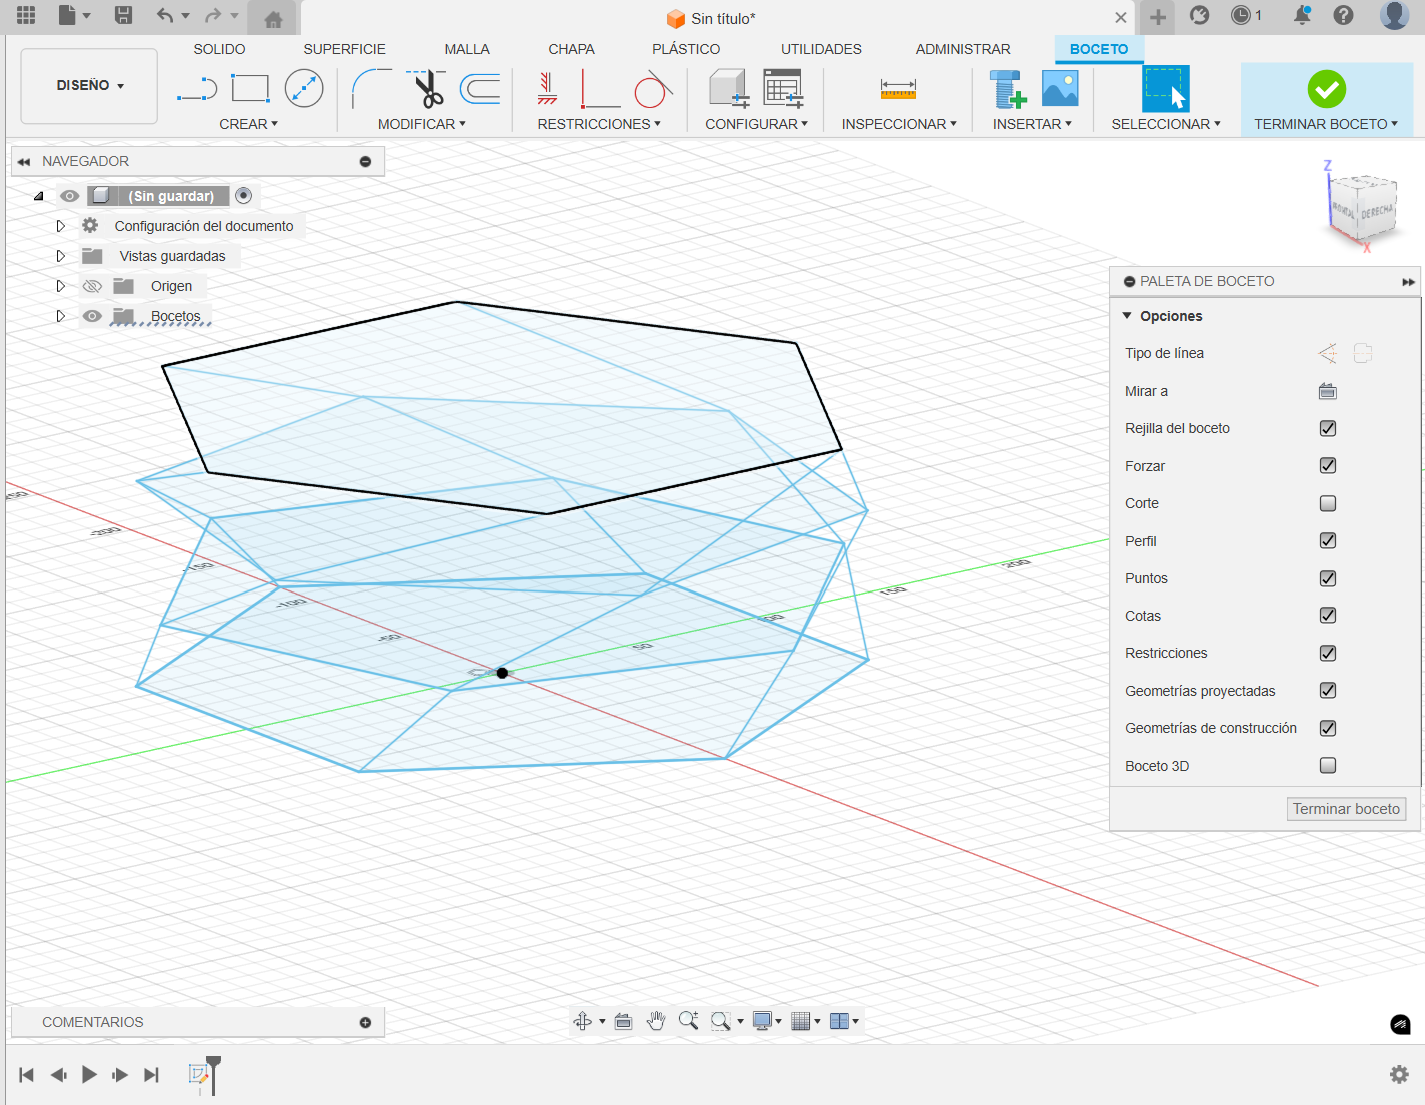 Sin título*
1
DISEÑO
SOLIDO
SUPERFICIE
MALLA
CHAPA
PLÁSTICO
UTILIDADES
ADMINISTRAR
BOCETO
CREAR
MODIFICAR
RESTRICCIONES
CONFIGURAR
INSPECCIONAR
INSERTAR
SELECCIONAR
TERMINAR BOCETO
NAVEGADOR
(Sin guardar)
Configuración del documento
Vistas guardadas
Origen
Bocetos
Z
FRONTAL
DERECHA
X
PALETA DE BOCETO
Opciones
Tipo de línea
Mirar a
Rejilla del boceto
Forzar
Corte
Perfil
Puntos
Cotas
Restricciones
Geometrías proyectadas
Geometrías de construcción
Boceto 3D
Terminar boceto
-200
-150
-100
-50
50
150
200
COMENTARIOS